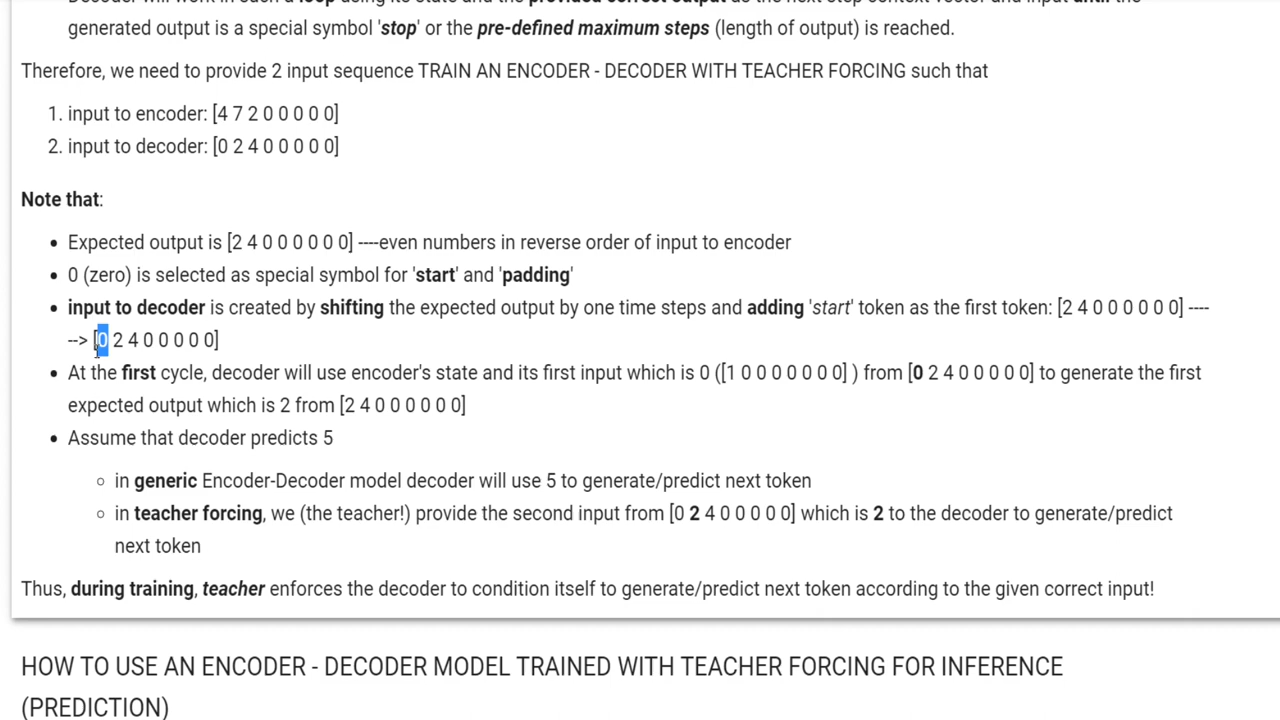 generated output is a special symbol 'stop' or the pre-defined maximum steps (length of output) is reached.
Therefore, we need to provide 2 input sequence TRAIN AN ENCODER - DECODER WITH TEACHER FORCING such that
1. input to encoder: [4 7 2 0 0 0 0 0]
2. input to decoder: [0 2 4 0 0 0 0 0]
Note that:
• Expected output is [2 4 0 0 0 0 0 0] ----even numbers in reverse order of input to encoder
• 0 (zero) is selected as special symbol for 'start' and 'padding'
• input to decoder is created by shifting the expected output by one time steps and adding 'start' token as the first token: [2 4 0 0 0 0 0 0] ----
--> [0 2 4 0 0 0 0 0]
• At the first cycle, decoder will use encoder's state and its first input which is 0 ([1 0 0 0 0 0 0 0] ) from [0 2 4 0 0 0 0 0] to generate the first
expected output which is 2 from [2 4 0 0 0 0 0 0]
• Assume that decoder predicts 5
◦ in generic Encoder-Decoder model decoder will use 5 to generate/predict next token
◦ in teacher forcing, we (the teacher!) provide the second input from [0 2 4 0 0 0 0 0] which is 2 to the decoder to generate/predict
next token
Thus, during training, teacher enforces the decoder to condition itself to generate/predict next token according to the given correct input!
HOW TO USE AN ENCODER - DECODER MODEL TRAINED WITH TEACHER FORCING FOR INFERENCE
(PREDICTION)